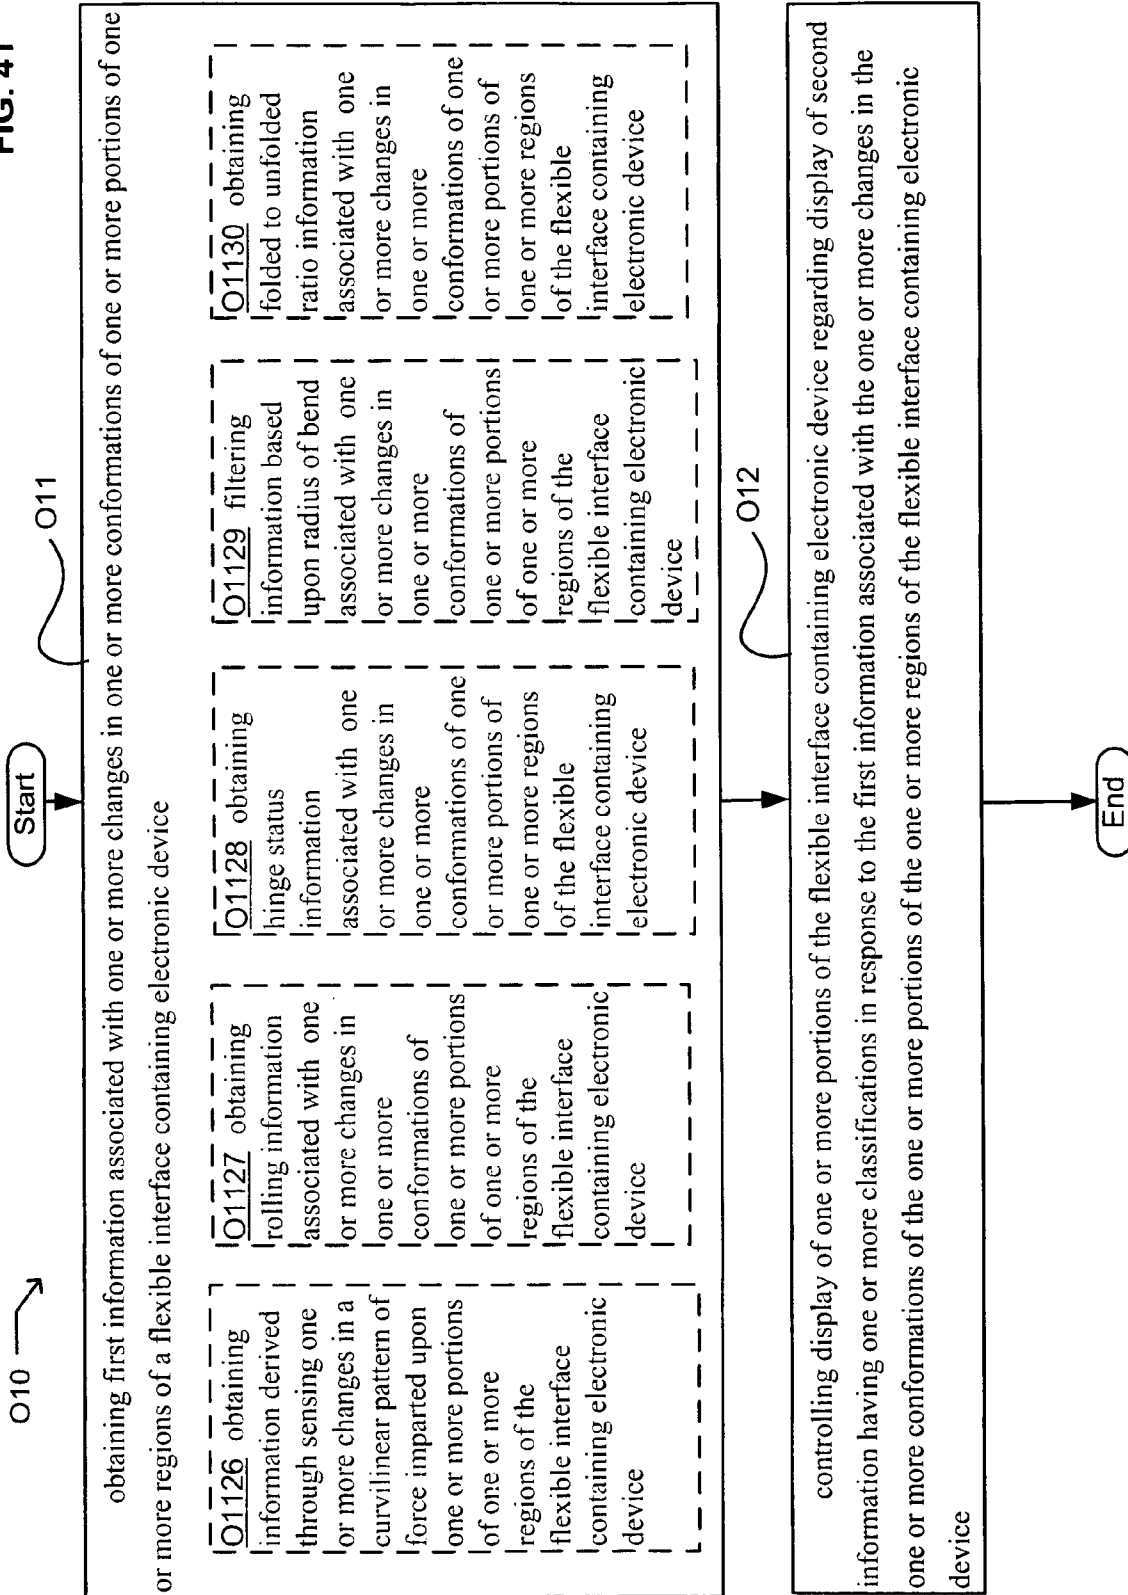 FIG. 41
O10
Start
O11
obtaining first information associated with one or more changes in one or more conformations of one or more portions of one
or more regions of a flexible interface containing electronic device
O1126 obtaining
information derived
through sensing one
or more changes in a
curvilinear pattern of
force imparted upon
one or more portions
of one or more
regions of the
flexible interface
containing electronic
device
O1127 obtaining
rolling information
associated with one
or more changes in
one or more
conformations of
one or more portions
of one or more
regions of the
flexible interface
containing electronic
device
O1128 obtaining
hinge status
information
associated with one
or more changes in
one or more
conformations of one
or more portions of
one or more regions
of the flexible
interface containing
electronic device
O1129 filtering
information based
upon radius of bend
associated with one
or more changes in
one or more
conformations of
one or more portions
of one or more
regions of the
flexible interface
containing electronic
device
O1130 obtaining
folded to unfolded
ratio information
associated with one
or more changes in
one or more
conformations of one
or more portions of
one or more regions
of the flexible
interface containing
electronic device
O12
controlling display of one or more portions of the flexible interface containing electronic device regarding display of second
information having one or more classifications in response to the first information associated with the one or more changes in the
one or more conformations of the one or more portions of the one or more regions of the flexible interface containing electronic
device
End